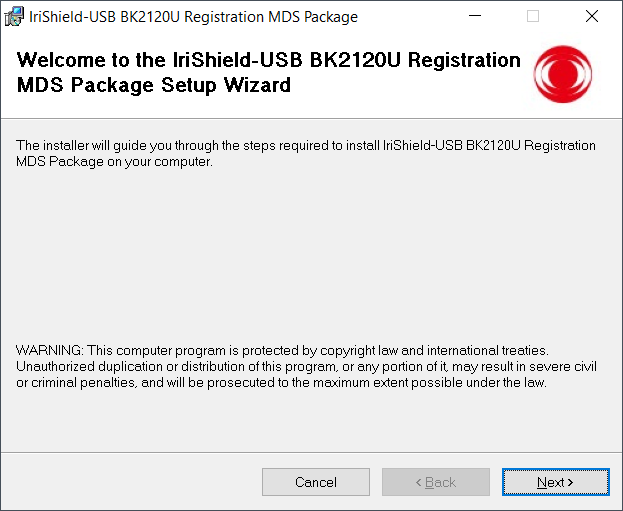 IriShield-USB BK2120U Registration MDS Package
Welcome to the IriShield-USB BK2120U Registration
MDS Package Setup Wizard
The installer will guide you through the steps required to install IriShield-USB BK2120U Registration
MDS Package on your computer.
WARNING: This computer program is protected by copyright law and international treaties.
Unauthorized duplication or distribution of this program, or any portion of it, may result in severe civil
or criminal penalties, and will be prosecuted to the maximum extent possible under the law.
Cancel
< Back
Next >